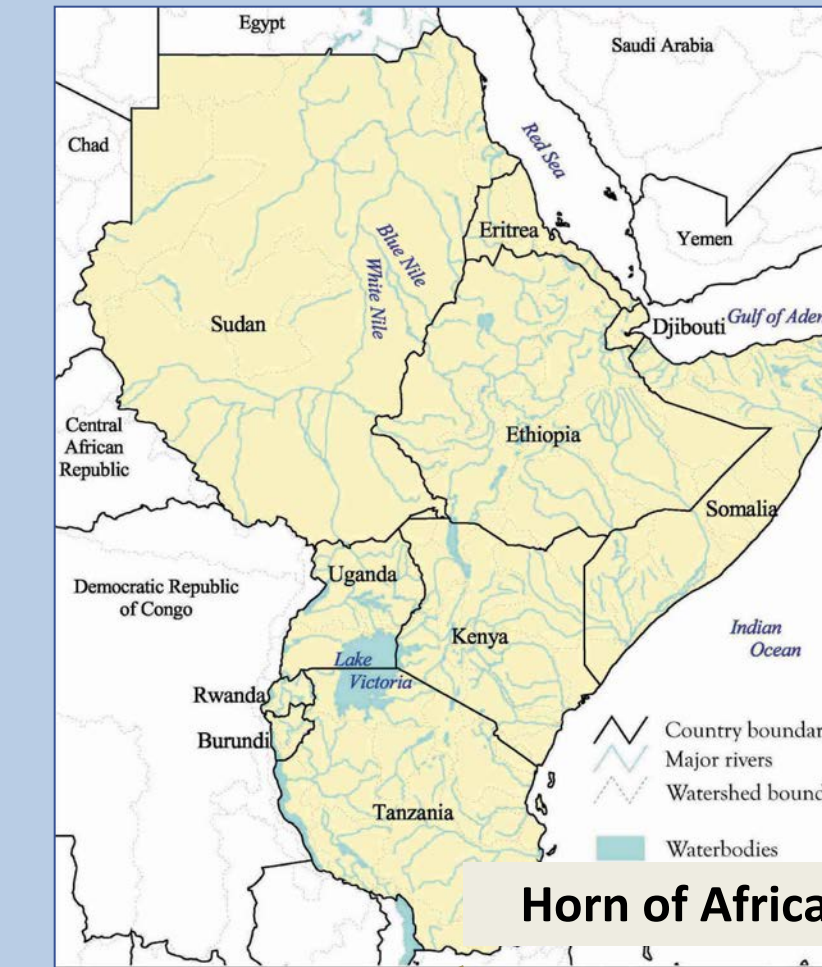 Egypt
Saudi Arabia
Chad
Red Sea
Eritrea
Yemen
Blue Nile
White Nile
Sudan
Djibouti
Gulf of Aden
Central
African
Republic
Ethiopia
Somalia
Uganda
Democratic Republic
of Congo
Kenya
Indian
Ocean
Lake
Victoria
Rwanda
Burundi
Country boundar
Major rivers
Watershed bound
Tanzania
Waterbodies
Horn of Africa